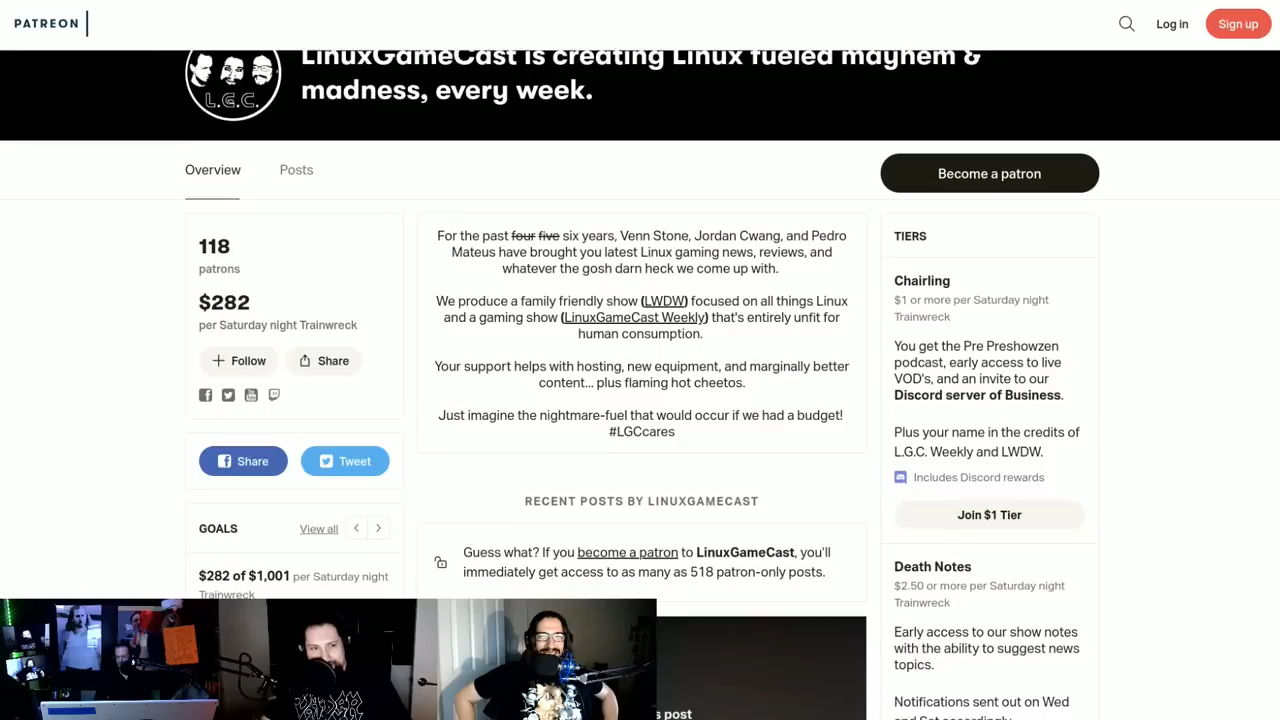 PATREON
Log in
Sign up
LinuxGameCast is creating Linux fueled mayhem &
madness, every week.
L.G.C.
Overview
Posts
Become a patron
118
patrons
$282
per Saturday night Trainwreck
Follow
Share
Share
Tweet
GOALS
View all
$282 of $1,001 per Saturday night
Trainwreck
For the past four five six years, Venn Stone, Jordan Cwang, and Pedro
Mateus have brought you latest Linux gaming news, reviews, and
whatever the gosh darn heck we come up with.
We produce a family friendly show (LWDW) focused on all things Linux
and a gaming show (LinuxGameCast Weekly) that's entirely unfit for
human consumption.
Your support helps with hosting, new equipment, and marginally better
content... plus flaming hot cheetos.
Just imagine the nightmare-fuel that would occur if we had a budget!
#LGCcares
RECENT POSTS BY LINUXGAMECAST
Guess what? If you become a patron to LinuxGameCast, you'll
immediately get access to as many as 518 patron-only posts.
s post
TIERS
Chairling
$1 or more per Saturday night
Trainwreck
You get the Pre Preshowzen
podcast, early access to live
VOD's, and an invite to our
Discord server of Business.
Plus your name in the credits of
L.G.C. Weekly and LWDW.
Includes Discord rewards
Join $1 Tier
Death Notes
$2.50 or more per Saturday night
Trainwreck
Early access to our show notes
with the ability to suggest news
topics.
Notifications sent out on Wed
and Sat accordingly.